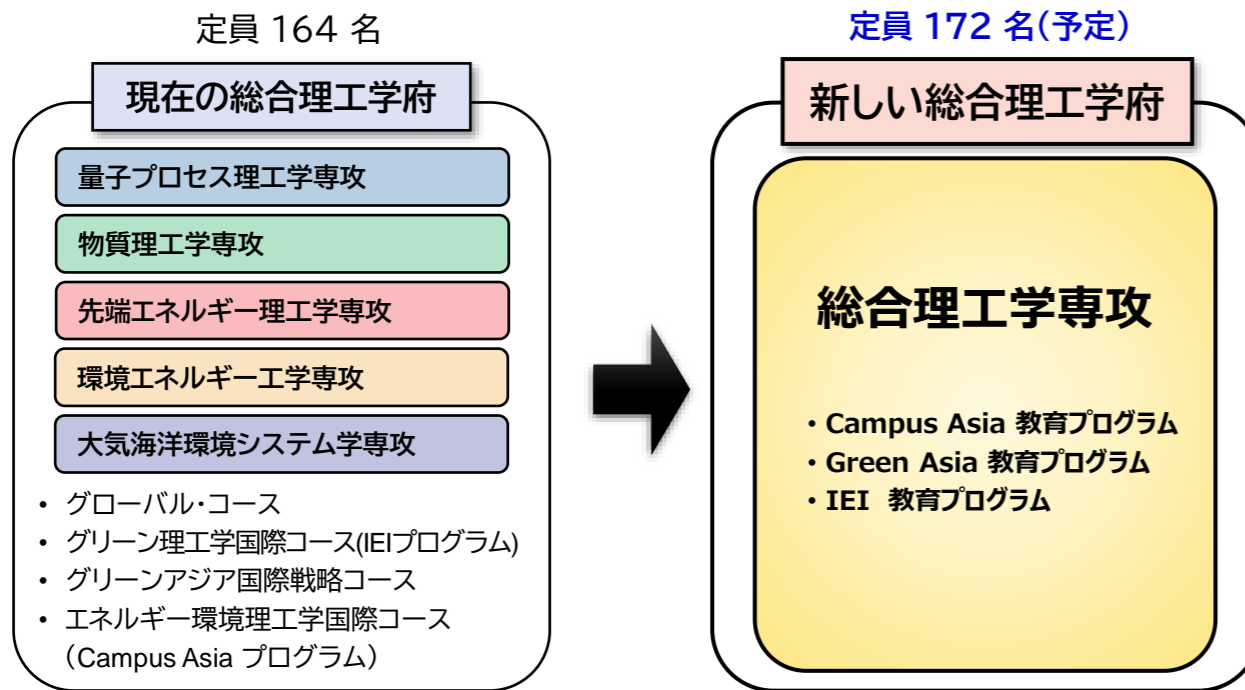 定員 164 名
現在の総合理工学府
量子プロセス理工学専攻
物質理工学専攻
先端エネルギー理工学専攻
環境エネルギー工学専攻
大気海洋環境システム学専攻
• グローバル・コース
• グリーン理工学国際コース(IEIプログラム)
• グリーンアジア国際戦略コース
• エネルギー環境理工学国際コース
（Campus Asia プログラム）
定員 172 名(予定)
新しい総合理工学府
総合理工学専攻
・Campus Asia 教育プログラム
・Green Asia 教育プログラム
・IEI 教育プログラム